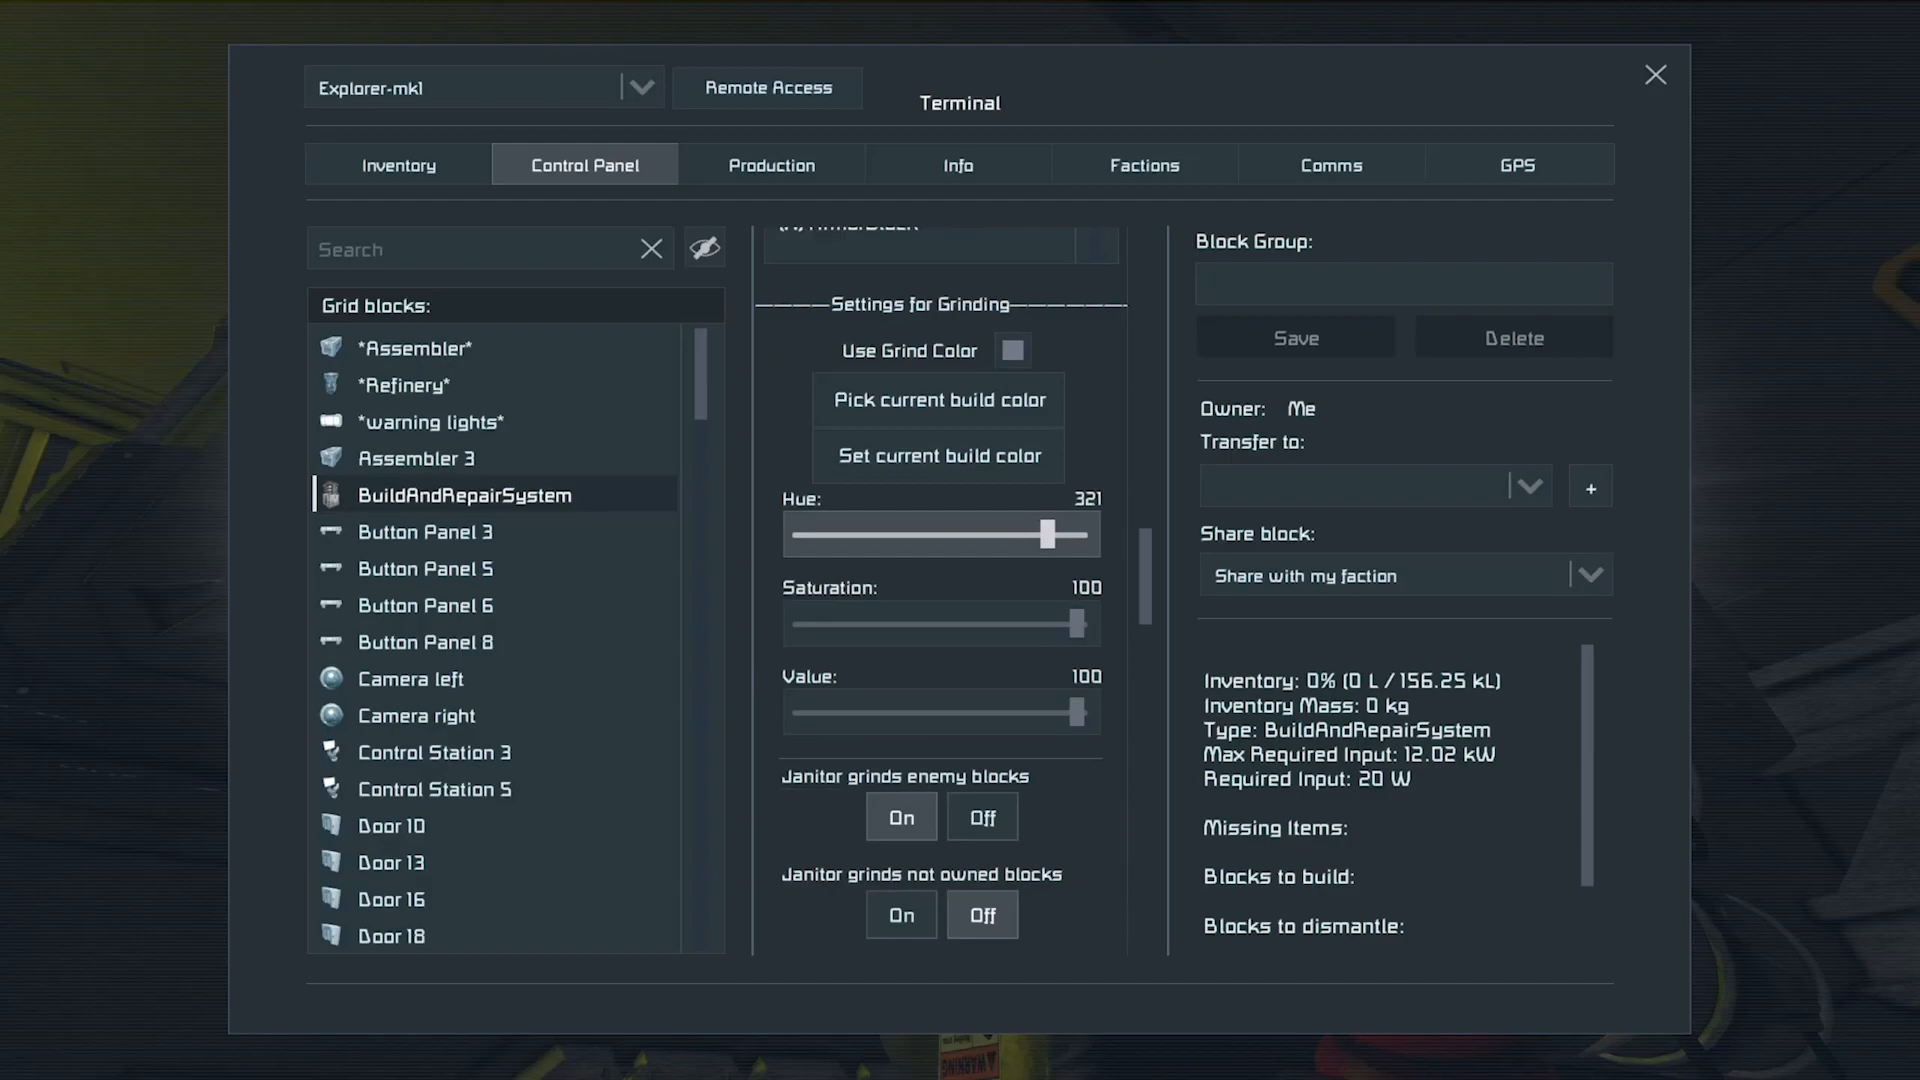 Explorer-mk1
Remote Access
Terminal
Inventory
Control Panel
Production
Info
Factions
Comms
GPS
Search
Grid blocks:
*Assembler*
*Refinery*
*warning lights*
Assembler 3
BuildAndRepairSystem
Button Panel 3
Button Panel 5
Button Panel 6
Button Panel 8
Camera left
Camera right
Control Station 3
Control Station 5
Door 10
Door 13
Door 16
Door 18
Settings for Grinding
Use Grind Color
Pick current build color
Set current build color
Hue: 321
Saturation: 100
Value: 100
Janitor grinds enemy blocks
On Off
Janitor grinds not owned blocks
On Off
Block Group:
Save Delete
Owner: Me
Transfer to:
+
Share block:
Share with my faction
Inventory: 0% (0 L / 156.25 kL)
Inventory Mass: 0 kg
Type: BuildAndRepairSystem
Max Required Input: 12.02 kW
Required Input: 20 W
Missing Items:
Blocks to build:
Blocks to dismantle:
WARNING